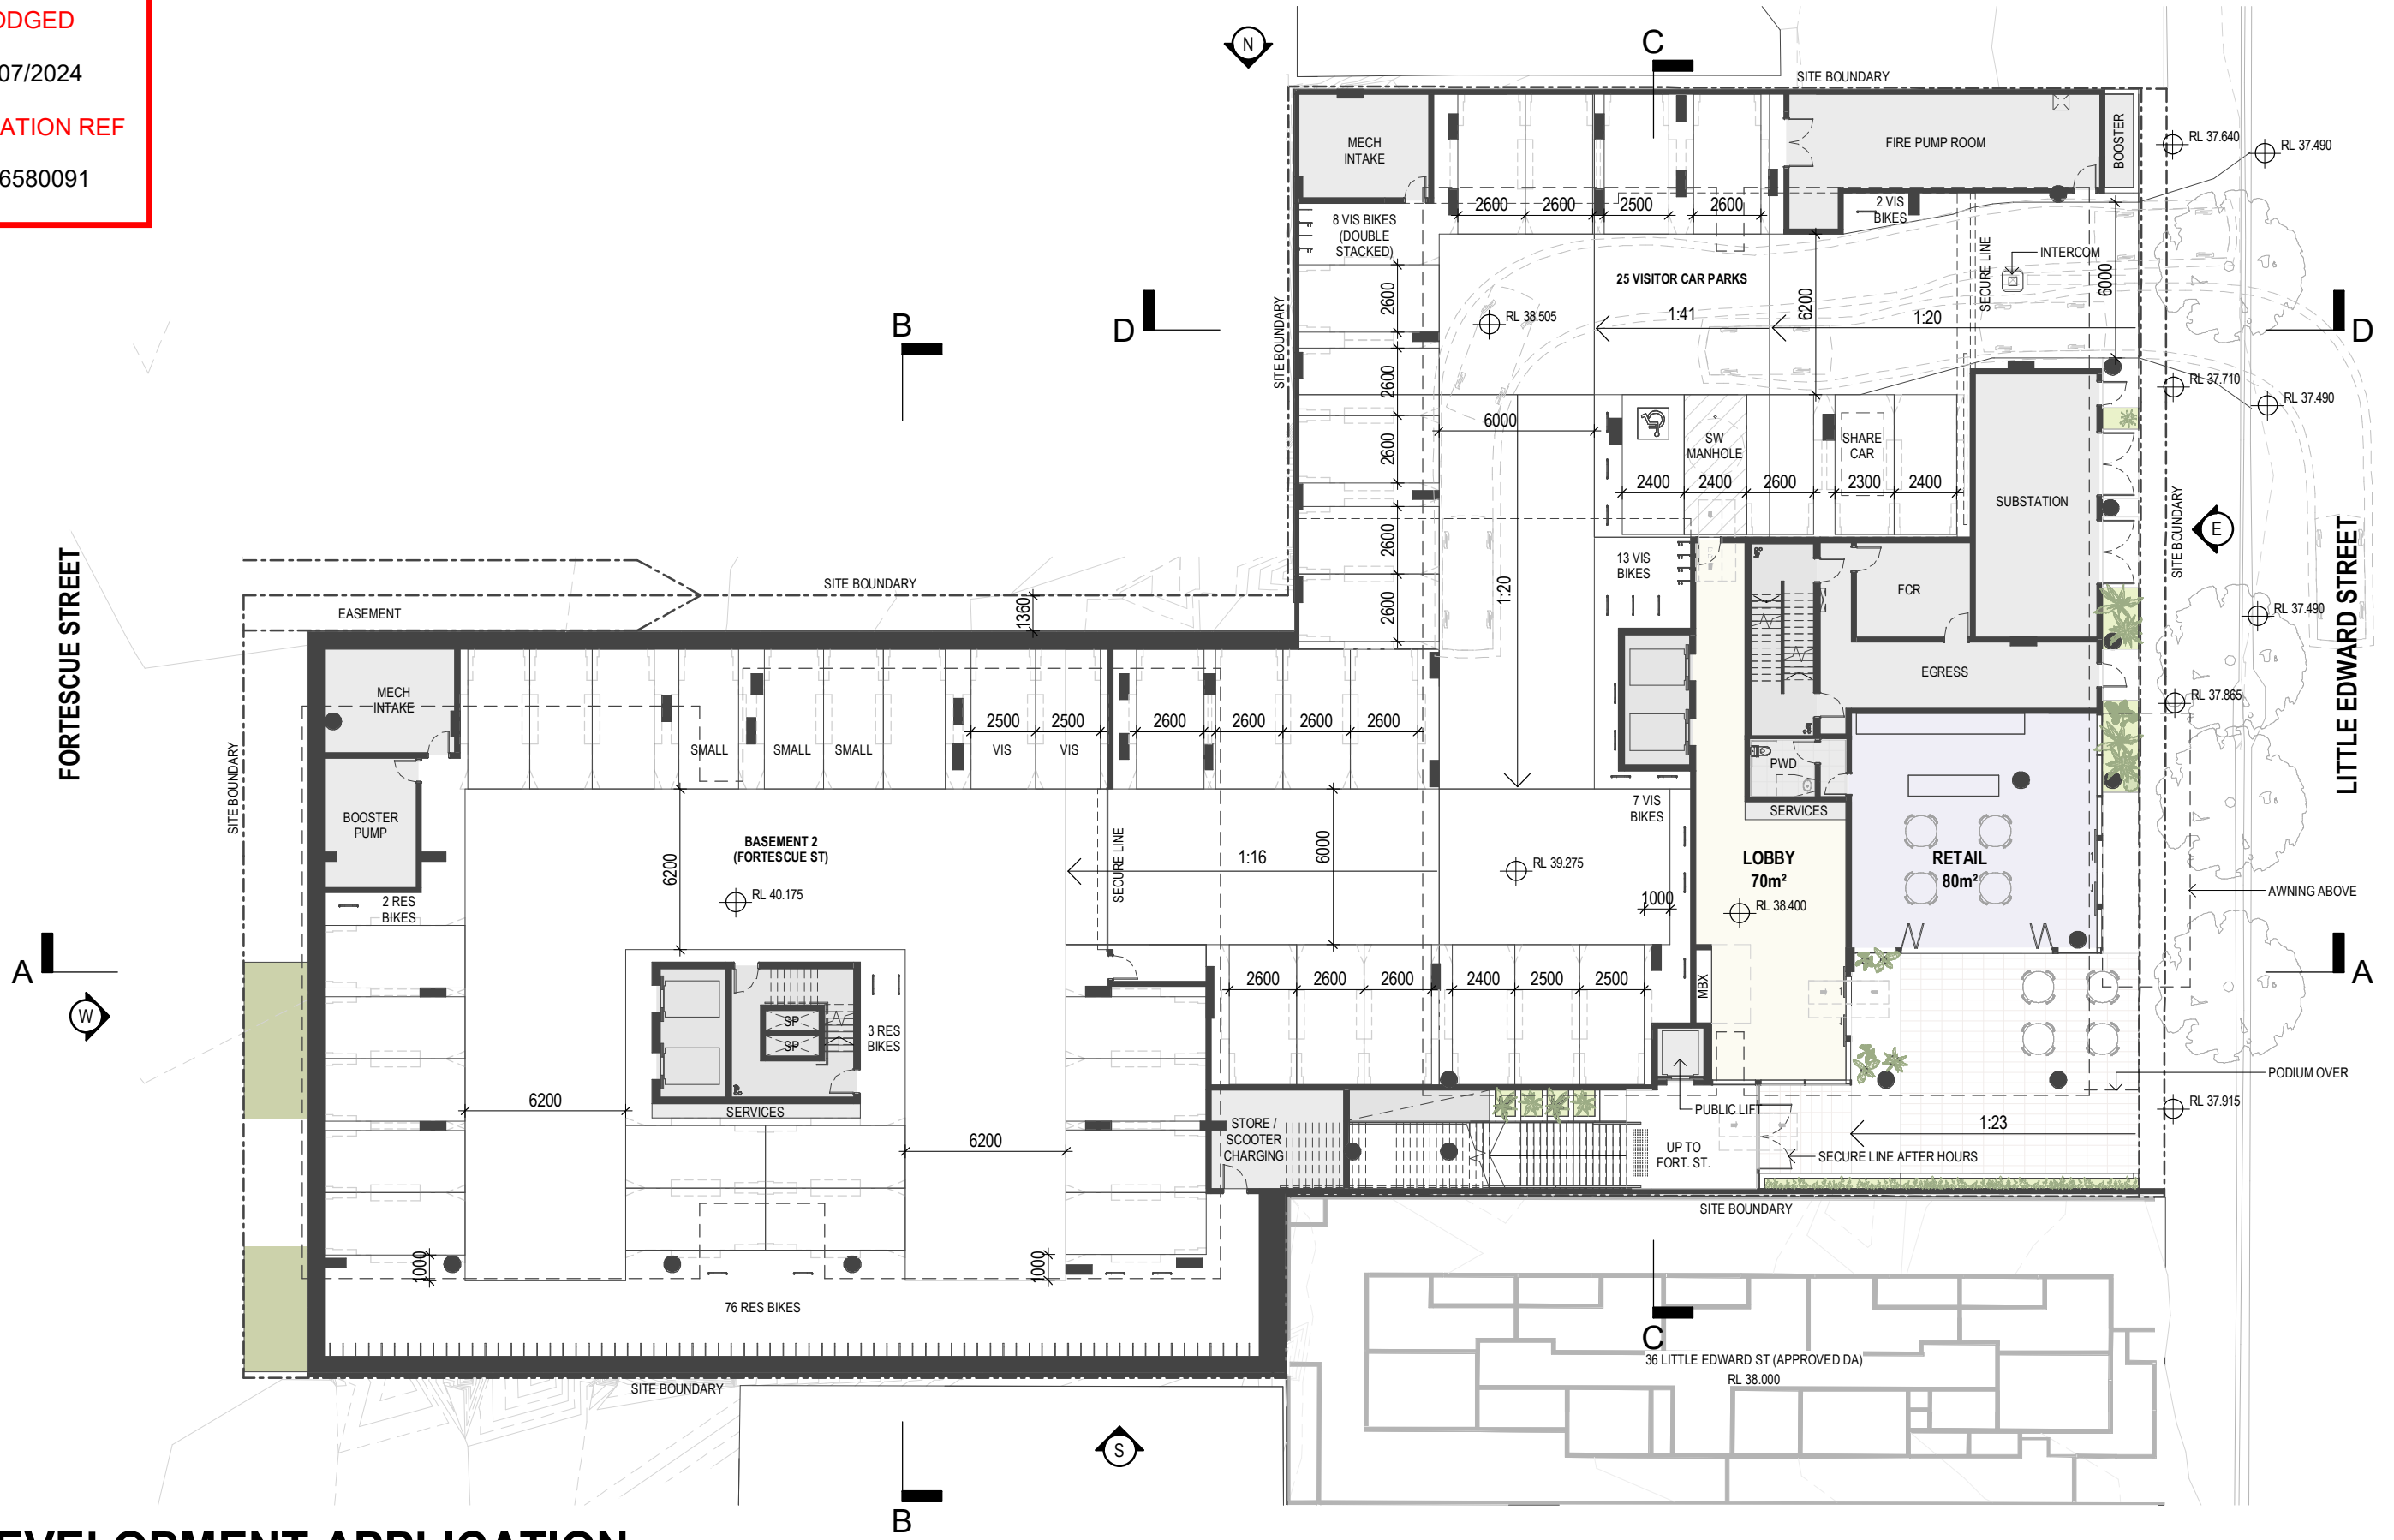 ODGED
07/2024
ATION REF
6580091
N
C
SITE BOUNDARY
MECH
INTAKE
FIRE PUMP ROOM
BOOSTER
RL 37.640
RL 37.490
8 VIS BIKES
(DOUBLE
STACKED)
2600
2600
2500
2600
2 VIS
BIKES
SECURE LINE
INTERCOM
6000
25 VISITOR CAR PARKS
B
D
SITE BOUNDARY
2600
RL 38.505
1:41
6200
1:20
D
2600
RL 37.710
RL 37.490
6000
2600
SW
MANHOLE
SHARE
CAR
2400
2400
2600
2300
2400
SUBSTATION
SITE BOUNDARY
E
FORTESCUE STREET
LITTLE EDWARD STREET
2600
13 VIS
BIKES
SITE BOUNDARY
1:20
FCR
EASEMENT
1360
2600
RL 37.490
EGRESS
MECH
INTAKE
RL 37.865
2500
2500
2600
2600
2600
2600
SMALL
SMALL
SMALL
VIS
VIS
PWD
SITE BOUNDARY
BOOSTER
PUMP
7 VIS
BIKES
SERVICES
BASEMENT 2
(FORTESCUE ST)
6200
SECURE LINE
1:16
6000
RL 39.275
LOBBY
70m²
RETAIL
80m²
RL 40.175
2 RES
BIKES
1000
RL 38.400
AWNING ABOVE
A
A
W
2600
2600
2600
2400
2500
2500
MBX
SP
SP
3 RES
BIKES
6200
SERVICES
PODIUM OVER
PUBLIC LIFT
RL 37.915
STORE /
SCOOTER
CHARGING
6200
UP TO
FORT. ST.
1:23
SECURE LINE AFTER HOURS
SITE BOUNDARY
1000
1000
76 RES BIKES
C
36 LITTLE EDWARD ST (APPROVED DA)
RL 38.000
SITE BOUNDARY
S
B
EVELOPMENT APPLICATION